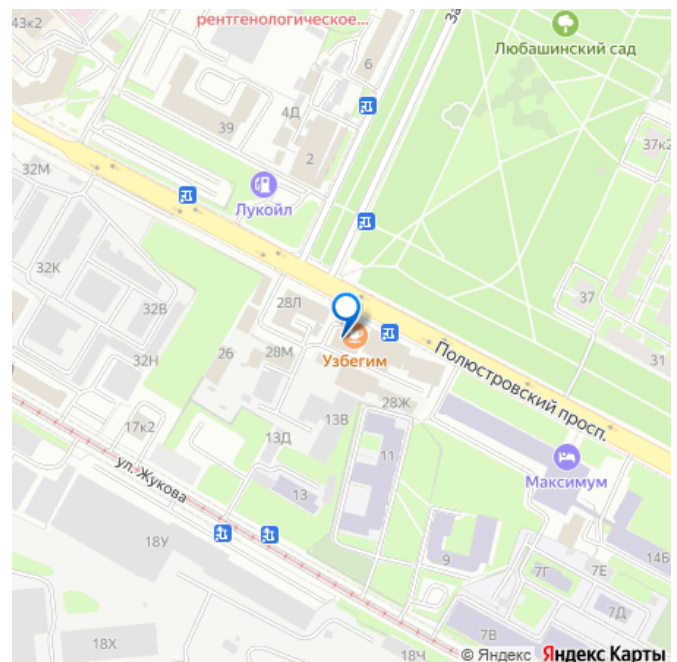 43к2
рентгенологическое...
За
6
Любашинский сад
4Д
39
2
37к2
32М
Лукойл
32К
32В
28Л
37
26
28М
Узбегим
32Н
Полюстровский просп.
31
28Ж
17к2
13В
13Д
11
ул. Жукова
13
Максимум
18У
9
7Г
7Е
14Б
7Д
7В
18Х
18Ч
© Яндекс Яндекс Карты